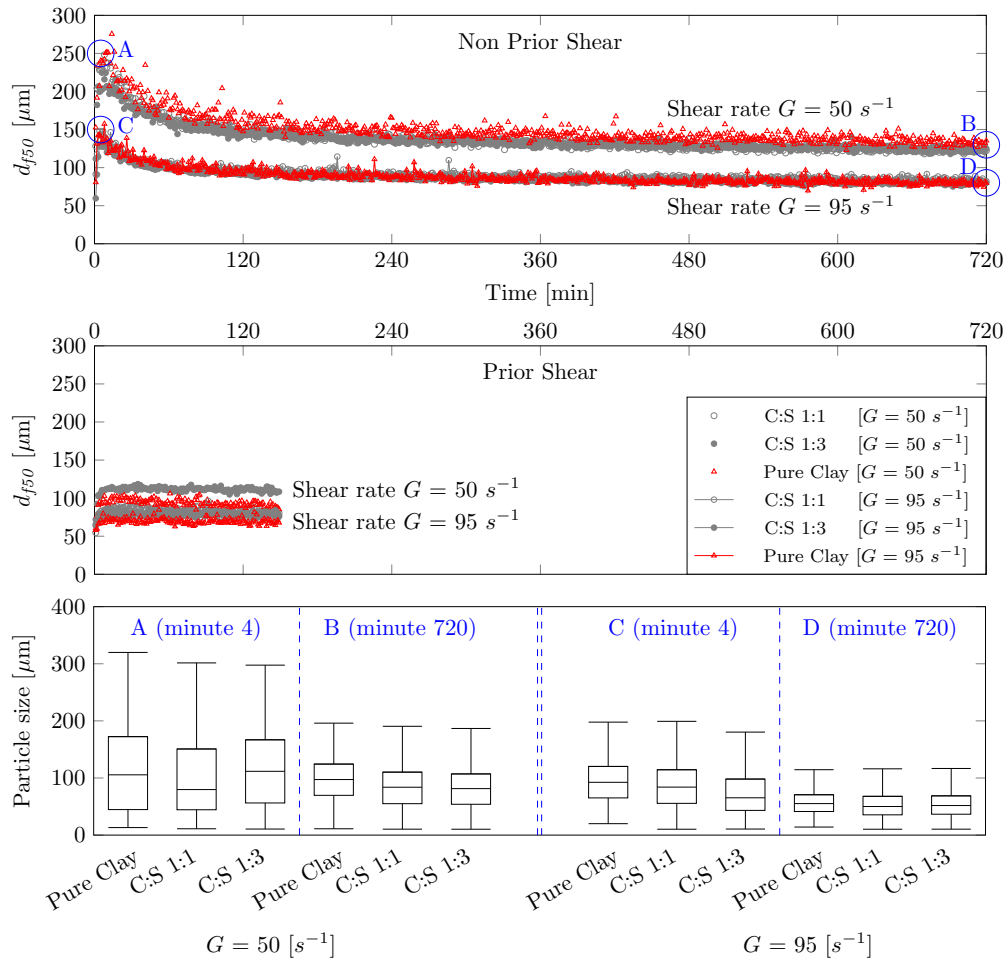 300
250
200
150
100
50
0
d_f50 [μm]
Non Prior Shear
A
C
Shear rate G = 50 s⁻¹
B
D
Shear rate G = 95 s⁻¹
0 120 240 360 480 600 720
Time [min]
0 120 240 360 480 600 720
300
250
200
150
100
50
0
d_f50 [μm]
Prior Shear
Shear rate G = 50 s⁻¹
Shear rate G = 95 s⁻¹
C:S 1:1 [G = 50 s⁻¹]
C:S 1:3 [G = 50 s⁻¹]
Pure Clay [G = 50 s⁻¹]
C:S 1:1 [G = 95 s⁻¹]
C:S 1:3 [G = 95 s⁻¹]
Pure Clay [G = 95 s⁻¹]
400
300
200
100
0
Particle size [μm]
A (minute 4) B (minute 720) C (minute 4) D (minute 720)
Pure Clay C:S 1:1 C:S 1:3 Pure Clay C:S 1:1 C:S 1:3 Pure Clay C:S 1:1 C:S 1:3 Pure Clay C:S 1:1 C:S 1:3
G = 50 [s⁻¹] G = 95 [s⁻¹]